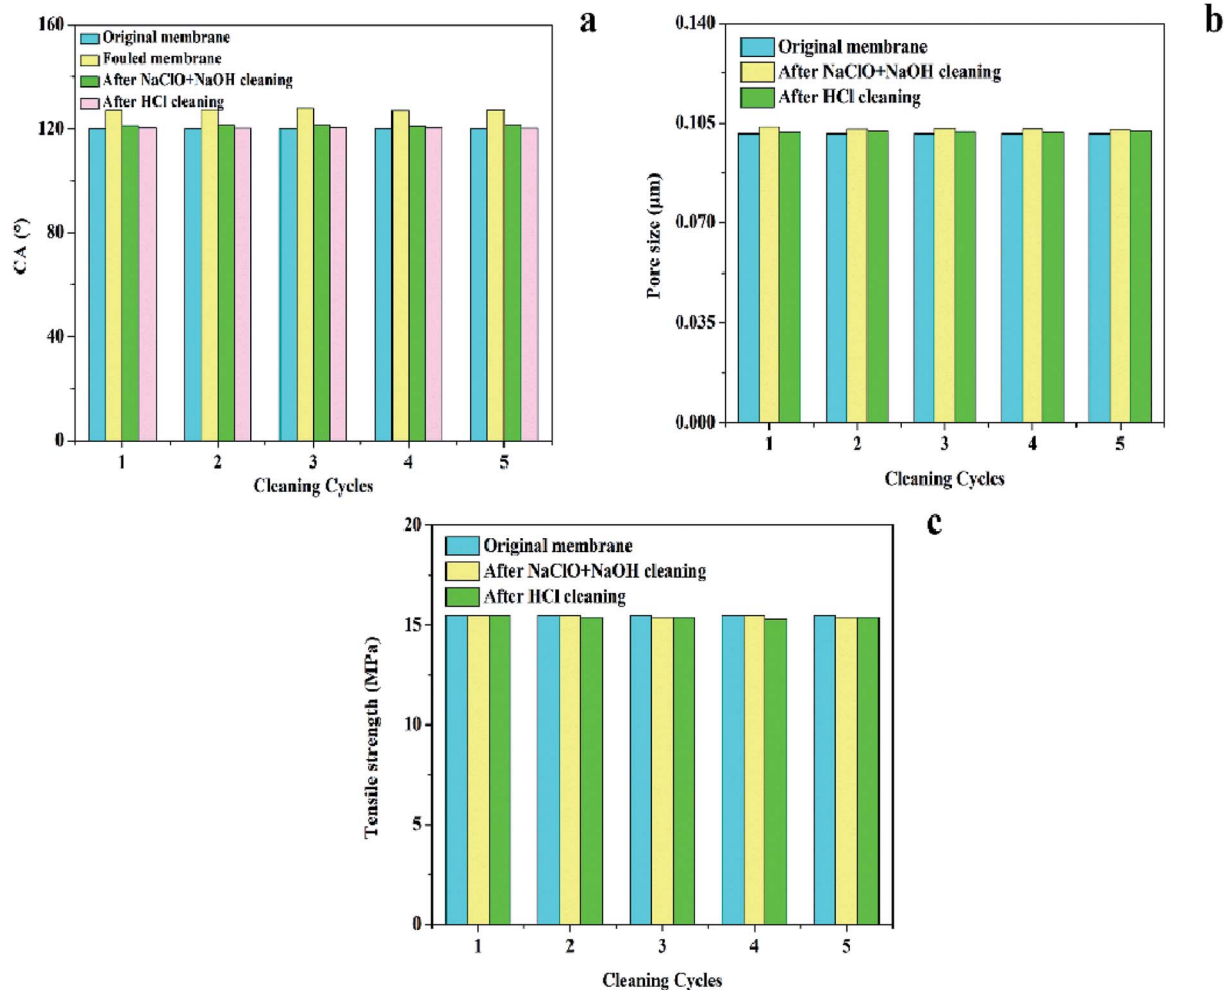 a
160
120
80
40
0
CA (°)
Original membrane
Fouled membrane
After NaClO+NaOH cleaning
After HCl cleaning
1 2 3 4 5
Cleaning Cycles
b
0.140
0.105
0.070
0.035
0.000
Pore size (μm)
Original membrane
After NaClO+NaOH cleaning
After HCl cleaning
1 2 3 4 5
Cleaning Cycles
c
20
15
10
5
0
Tensile strength (MPa)
Original membrane
After NaClO+NaOH cleaning
After HCl cleaning
1 2 3 4 5
Cleaning Cycles